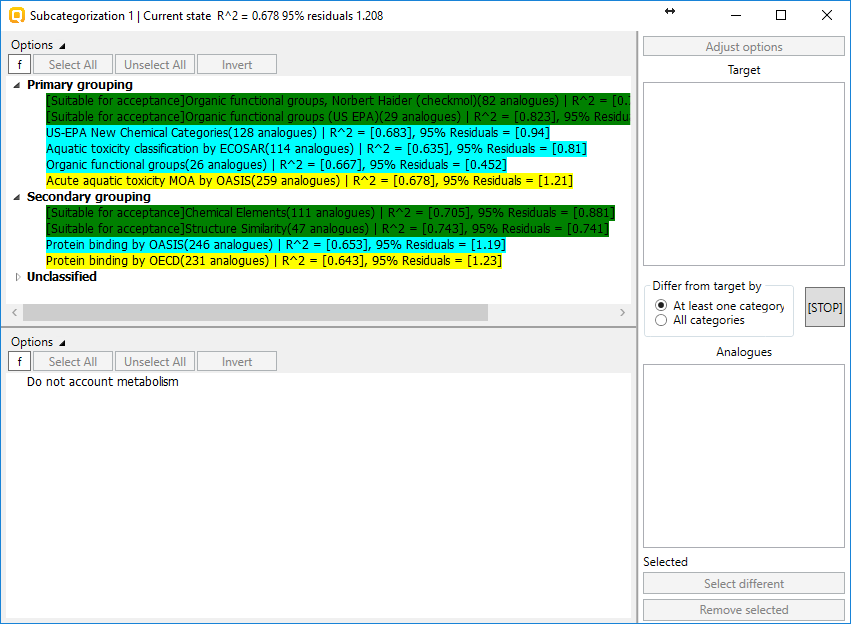 Subcategorization 1 | Current state R^2 = 0.678 95% residuals 1.208
Options
f Select All Unselect All Invert
Primary grouping
[Suitable for acceptance]Organic functional groups, Norbert Haider (checkmol)(82 analogues) | R^2 = [0.
[Suitable for acceptance]Organic functional groups (US EPA)(29 analogues) | R^2 = [0.823], 95% Residu
US-EPA New Chemical Categories(128 analogues) | R^2 = [0.683], 95% Residuals = [0.94]
Aquatic toxicity classification by ECOSAR(114 analogues) | R^2 = [0.635], 95% Residuals = [0.81]
Organic functional groups(26 analogues) | R^2 = [0.667], 95% Residuals = [0.452]
Acute aquatic toxicity MOA by OASIS(259 analogues) | R^2 = [0.678], 95% Residuals = [1.21]
Secondary grouping
[Suitable for acceptance]Chemical Elements(111 analogues) | R^2 = [0.705], 95% Residuals = [0.881]
[Suitable for acceptance]Structure Similarity(47 analogues) | R^2 = [0.743], 95% Residuals = [0.741]
Protein binding by OASIS(246 analogues) | R^2 = [0.653], 95% Residuals = [1.19]
Protein binding by OECD(231 analogues) | R^2 = [0.643], 95% Residuals = [1.23]
Unclassified
Options
f Select All Unselect All Invert
Do not account metabolism
Adjust options
Target
Differ from target by
At least one category
All categories
[STOP]
Analogues
Selected
Select different
Remove selected